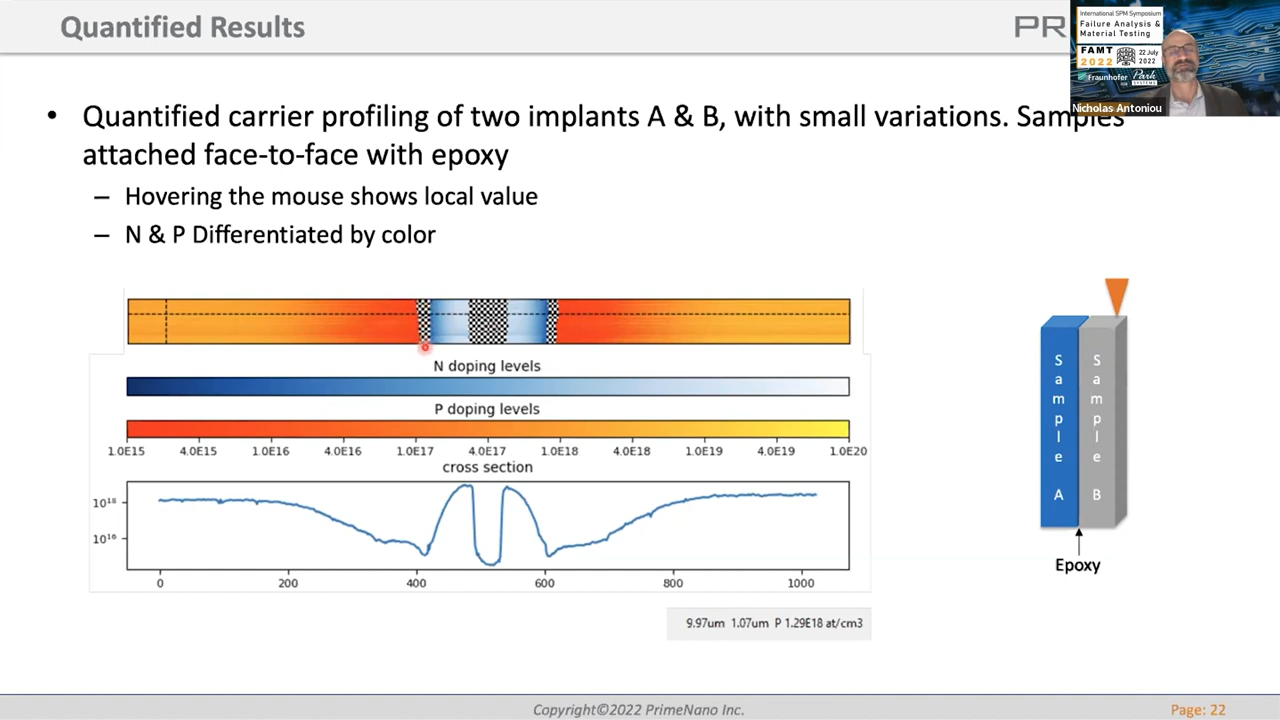 Quantified Results
PR
International SPM Symposium
Failure Analysis &
Material Testing
FAMT
2022
22 July
2022
Fraunhofer
Park
SYSTEMS
Nicholas Antoniou
• Quantified carrier profiling of two implants A & B, with small variations. Samples
attached face-to-face with epoxy
– Hovering the mouse shows local value
– N & P Differentiated by color
N doping levels
P doping levels
1.0E15 4.0E15 1.0E16 4.0E16 1.0E17 4.0E17 1.0E18 4.0E18 1.0E19 4.0E19 1.0E20
cross section
10¹⁸
10¹⁶
0 200 400 600 800 1000
9.97um 1.07um P 1.29E18 at/cm3
Sample A
Sample B
Epoxy
Copyright©2022 PrimeNano Inc.
Page: 22